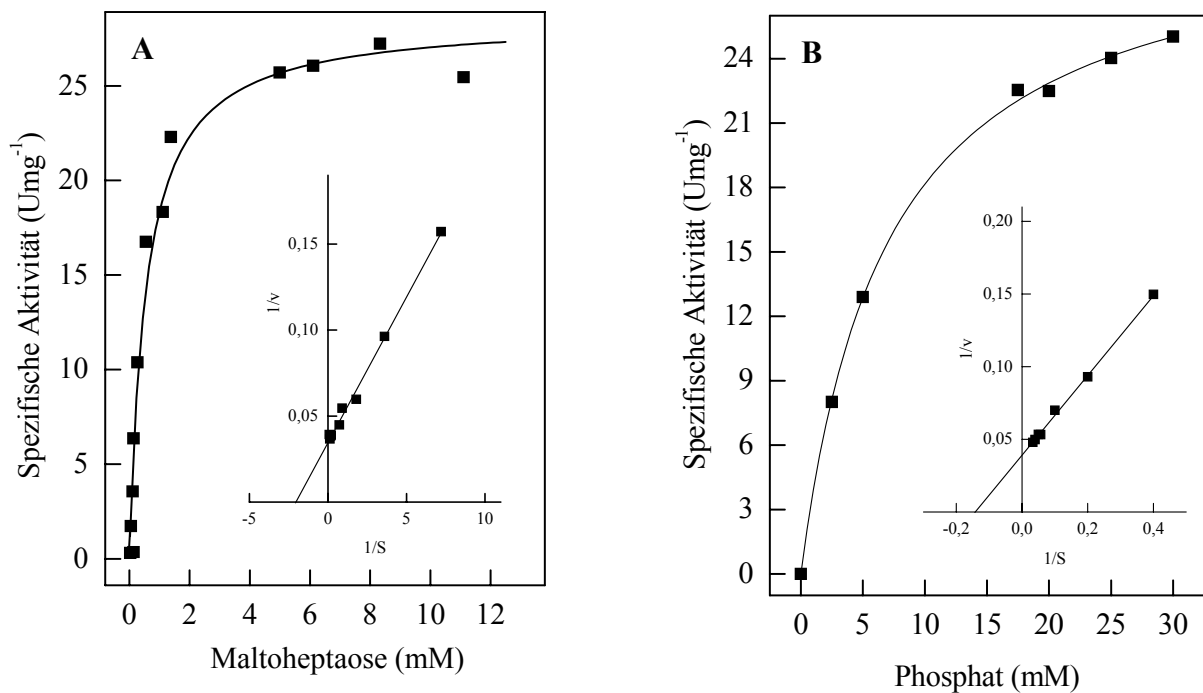 A
Spezifische Aktivität (Umg-1)
25
20
15
10
5
0
0 2 4 6 8 10 12
Maltoheptaose (mM)
1/v
0,15
0,10
0,05
-5 0 5 10
1/S
B
Spezifische Aktivität (Umg-1)
24
21
18
15
12
9
6
3
0
0 5 10 15 20 25 30
Phosphat (mM)
1/v
0,20
0,15
0,10
0,05
-0,2 0,0 0,2 0,4
1/S